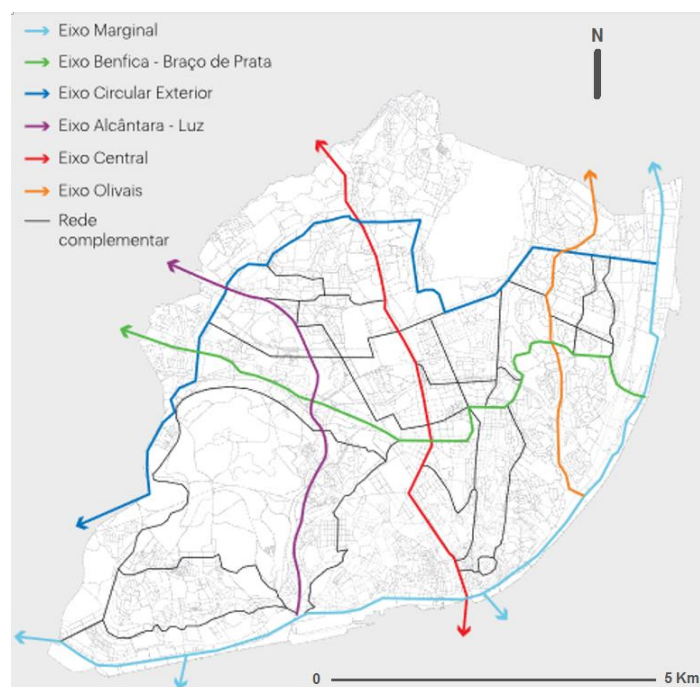 Eixo Marginal
Eixo Benfica - Braço de Prata
Eixo Circular Exterior
Eixo Alcântara - Luz
Eixo Central
Eixo Olivais
Rede
complementar
N
0 5 Km